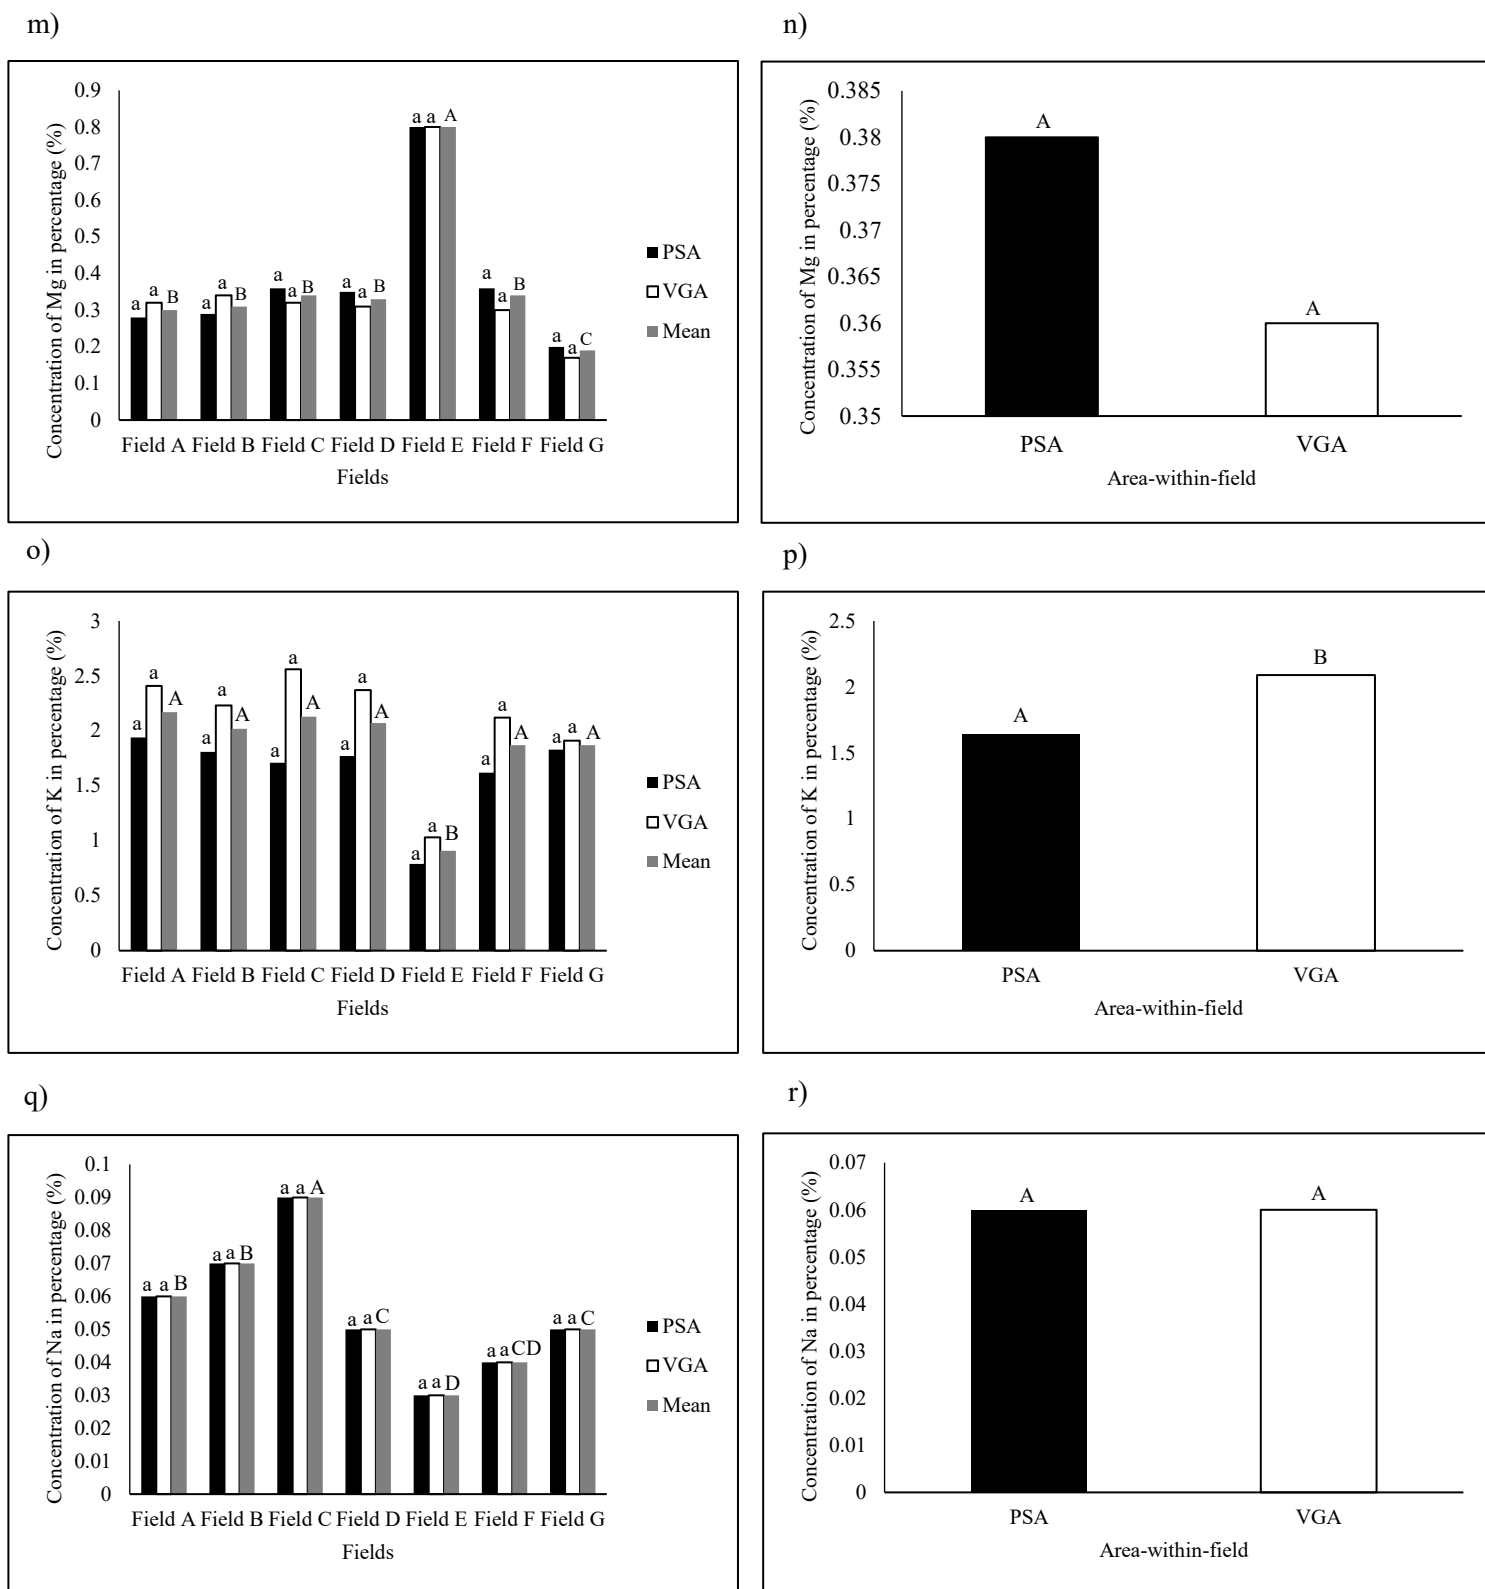 m)
Concentration of Mg in percentage (%)
0.9
0.8
0.7
0.6
0.5
0.4
0.3
0.2
0.1
0
a a B
a a B
a a B
a a B
a a A
a a B
a a C
Field A Field B Field C Field D Field E Field F Field G
Fields
PSA
VGA
Mean
n)
Concentration of Mg in percentage (%)
0.385
0.38
0.375
0.37
0.365
0.36
0.355
0.35
A
A
PSA VGA
Area-within-field
o)
Concentration of K in percentage (%)
3
2.5
2
1.5
1
0.5
0
a a A
a a A
a a A
a a A
a a B
a a A
a a A
Field A Field B Field C Field D Field E Field F Field G
Fields
PSA
VGA
Mean
p)
Concentration of K in percentage (%)
2.5
2
1.5
1
0.5
0
A
B
PSA VGA
Area-within-field
q)
Concentration of Na in percentage (%)
0.1
0.09
0.08
0.07
0.06
0.05
0.04
0.03
0.02
0.01
0
a a B
a a B
a a A
a a C
a a D
a a CD
a a C
Field A Field B Field C Field D Field E Field F Field G
Fields
PSA
VGA
Mean
r)
Concentration of Na in percentage (%)
0.07
0.06
0.05
0.04
0.03
0.02
0.01
0
A
A
PSA VGA
Area-within-field